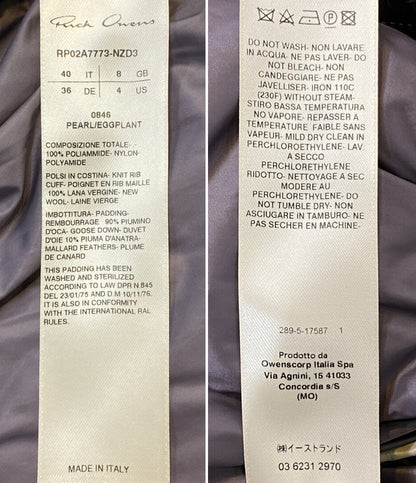 Rick Owens
RP02A7773-NZD3
40 IT 8 GB
36 DE 4 US
0846
PEARL/EGGPLANT
COMPOSIZIONE TOTALE- -
100% POLIAMMIDE- NYLON-
POLYAMIDE
POLSI IN COSTINA- KNIT RIB
CUFF- POIGNET EN RIB MAILLE
100% LANA VERGINE- NEW
WOOL- LAINE VIERGE
IMBOTTITURA- PADDING-
REMBOURRAGE 90% PIUMINO
D'OCA- GOOSE DOWN- DUVET
D'OIE 10% PIUMA D'ANATRA-
MALLARD FEATHERS- PLUME
DE CANARD
THIS PADDING HAS BEEN
WASHED AND STERILIZED
ACCORDING TO LAW DPR N 845
DEL 23/01/75 AND D.M 10/11/76.
IT IS ALSO IN CONFORMITY
WITH THE INTERNATIONAL RAL
RULES.
MADE IN ITALY
DO NOT WASH- NON LAVARE
IN ACQUA- NE PAS LAVER- DO
NOT BLEACH- NON
CANDEGGIARE- NE PAS
JAVELLISER- IRON 110C
(230F) WITHOUT STEAM-
STIRO BASSA TEMPERATURA
NO VAPORE- REPASSER A
TEMPERATURE FAIBLE SANS
VAPEUR- MILD DRY CLEAN IN
PERCHLOROETHYLENE- LAV.
A SECCO
PERCHLOROETHYLENE
RIDOTTO- NETTOYAGE A SEC
MODERE AU
PERCHLOROETHYLENE- DO
NOT TUMBLE DRY- NON
ASCIUGARE IN TAMBURO- NE
PAS SECHER EN MACHINE-
289-5-17587 1
Prodotto da
Owenscorp Italia Spa
Via Agnini, 15 41033
Concordia s/S
(MO)
㈱イーストランド
03 6231 2970